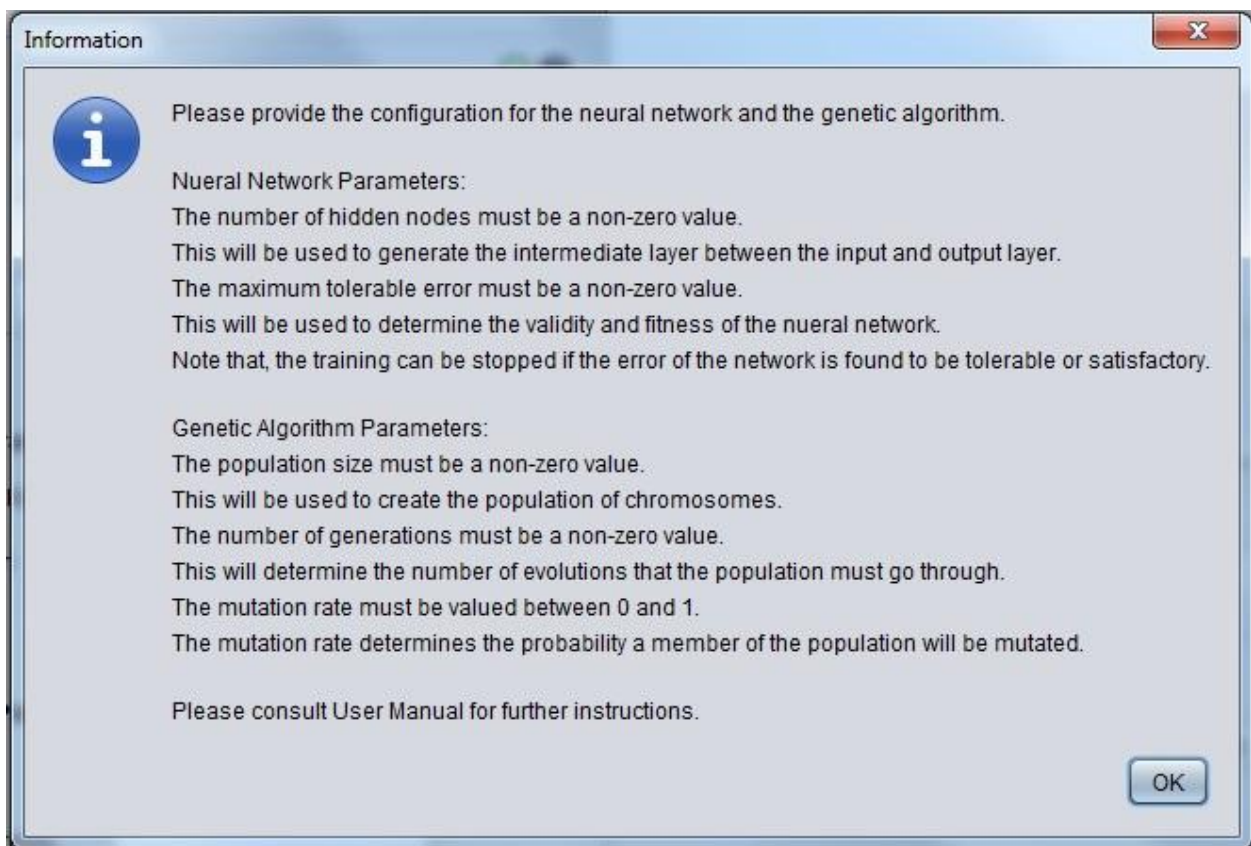 Information
Please provide the configuration for the neural network and the genetic algorithm.
Nueral Network Parameters:
The number of hidden nodes must be a non-zero value.
This will be used to generate the intermediate layer between the input and output layer.
The maximum tolerable error must be a non-zero value.
This will be used to determine the validity and fitness of the nueral network.
Note that, the training can be stopped if the error of the network is found to be tolerable or satisfactory.
Genetic Algorithm Parameters:
The population size must be a non-zero value.
This will be used to create the population of chromosomes.
The number of generations must be a non-zero value.
This will determine the number of evolutions that the population must go through.
The mutation rate must be valued between 0 and 1.
The mutation rate determines the probability a member of the population will be mutated.
Please consult User Manual for further instructions.
OK